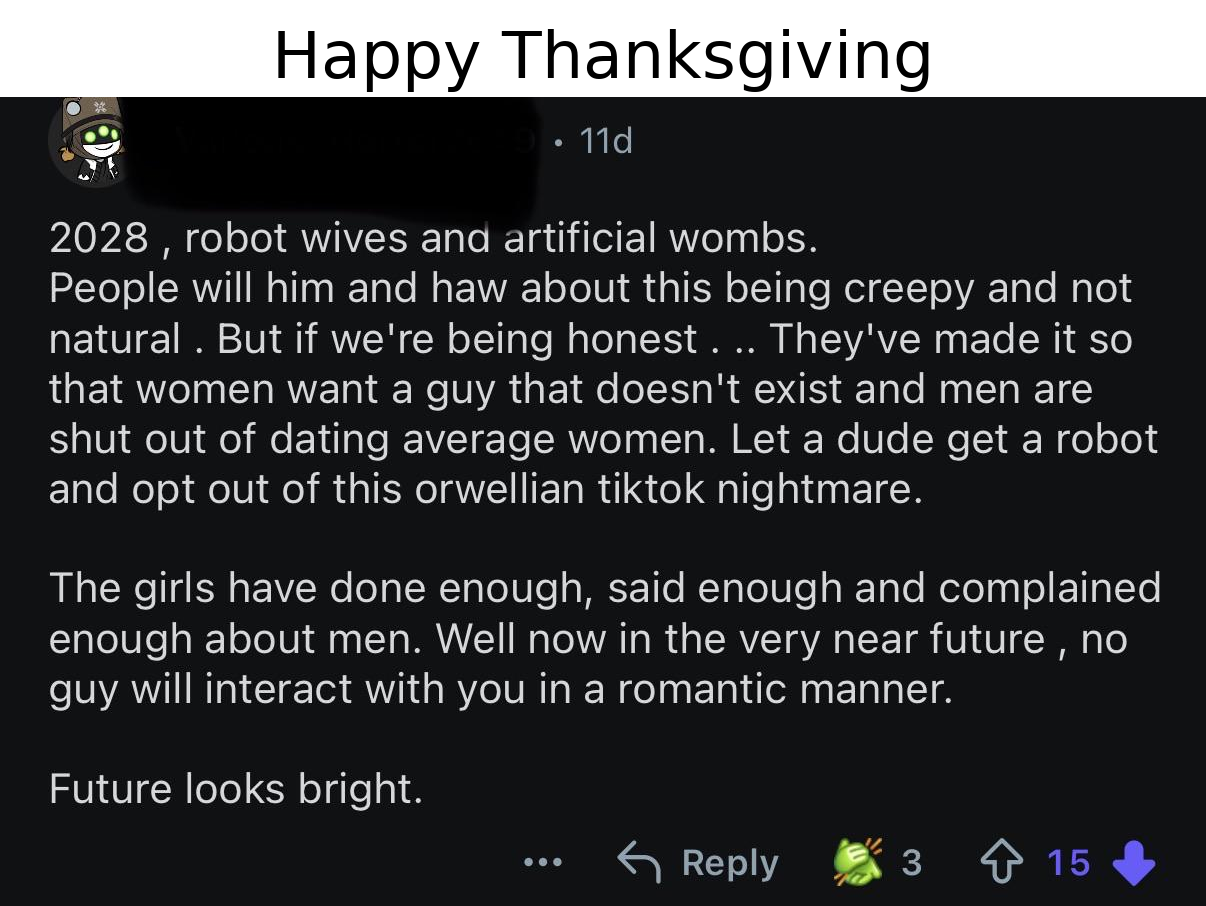 Happy Thanksgiving
· 11d
2028 , robot wives and artificial wombs.
People will him and haw about this being creepy and not
natural . But if we're being honest . .. They've made it so
that women want a guy that doesn't exist and men are
shut out of dating average women. Let a dude get a robot
and opt out of this orwellian tiktok nightmare.
The girls have done enough, said enough and complained
enough about men. Well now in the very near future , no
guy will interact with you in a romantic manner.
Future looks bright.
... Reply 3 15